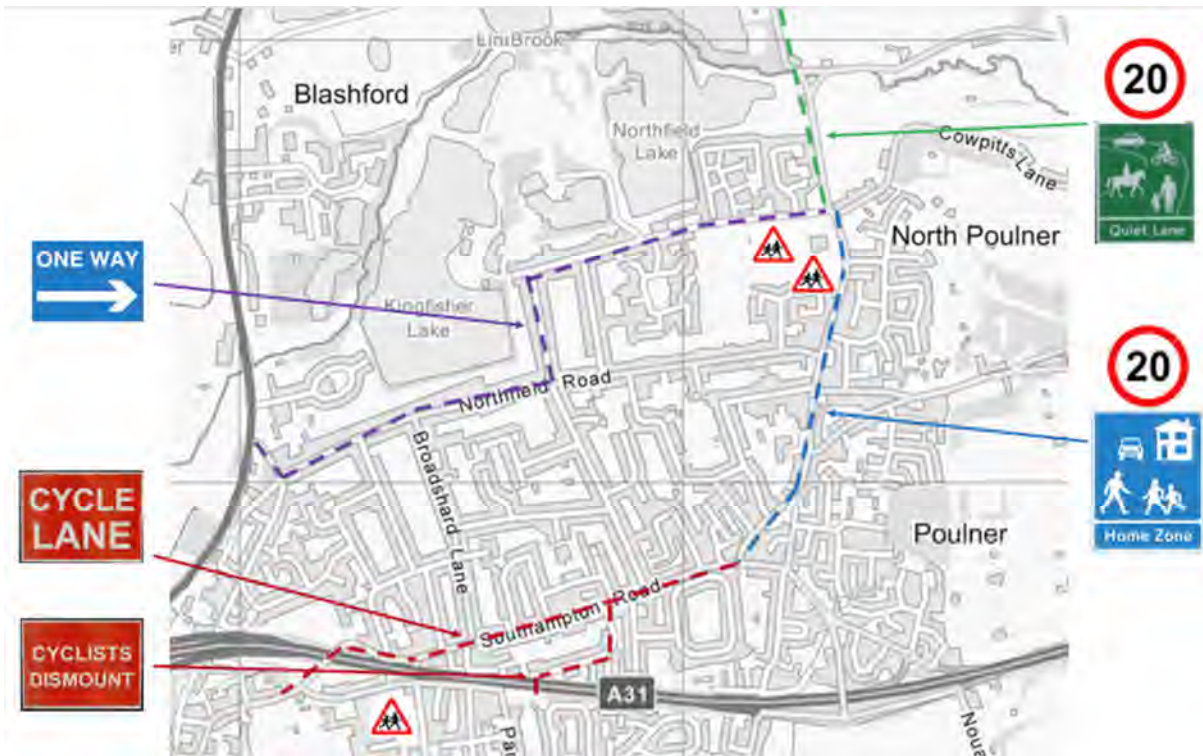 LinBrook
Blashford
20
Northfield
Lake
Cowpitts
Lane
Quiet Lane
North Poulner
ONE WAY
Kingfisher
Lake
20
Northfield Road
Broadshard Lane
CYCLE
LANE
Poulner
Home Zone
Southampton Road
CYCLISTS
DISMOUNT
A31